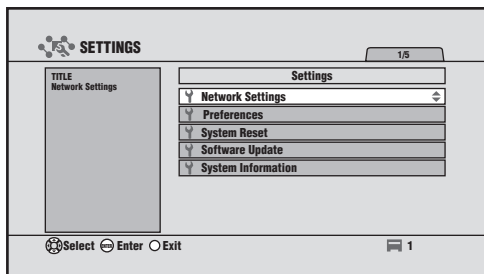 SETTINGS
1/5
TITLE
Network Settings
Settings
Network Settings
Preferences
System Reset
Software Update
System Information
Select Enter Exit
1